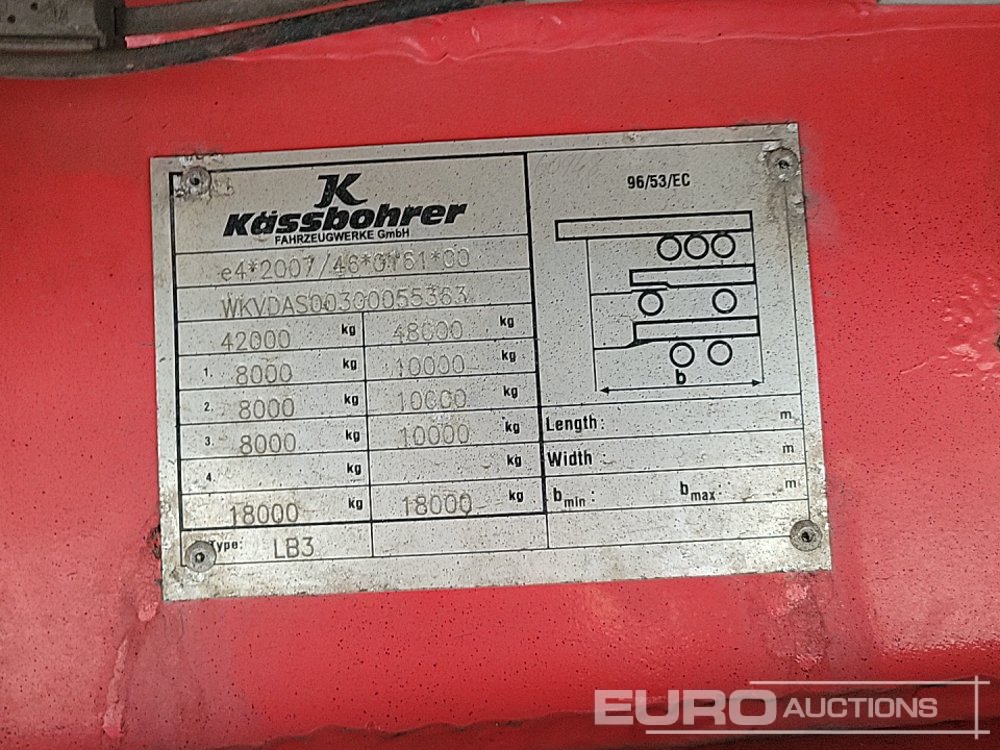 Kässbohrer
FAHRZEUGWERKE GmbH
e4*2007/46*0161*00
WKVDAS00300055363
42000 kg 48000 kg
1. 8000 kg 10000 kg
2. 8000 kg 10000 kg
3. 8000 kg 10000 kg
4. kg kg
18000 kg 18000 kg
Type: LB3
96/53/EC
b
Length: m
Width: m
b min: b max: m
EURO AUCTIONS